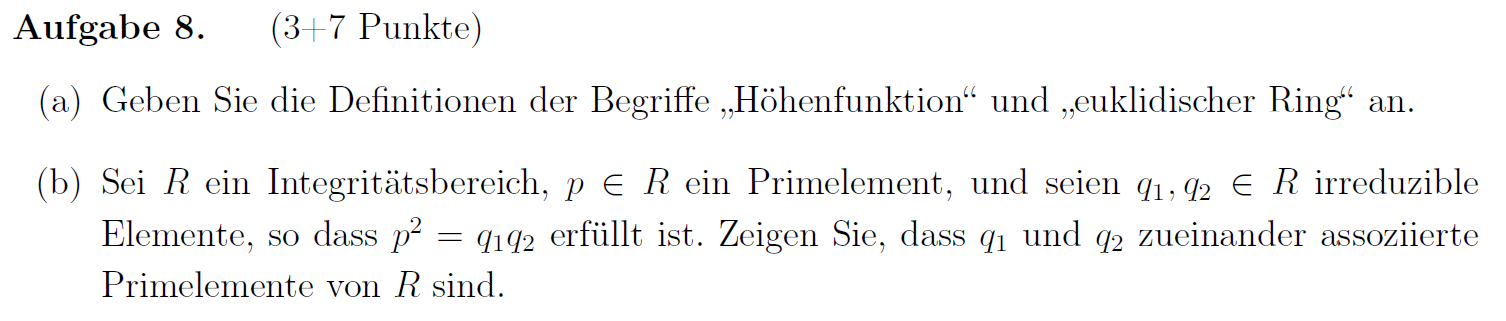 Aufgabe 8. (3+7 Punkte)
(a) Geben Sie die Definitionen der Begriffe „Höhenfunktion“ und „euklidischer Ring“ an.
(b) Sei R ein Integritätsbereich, p ∈ R ein Primelement, und seien q₁, q₂ ∈ R irreduzible
Elemente, so dass p² = q₁q₂ erfüllt ist. Zeigen Sie, dass q₁ und q₂ zueinander assoziierte
Primelemente von R sind.